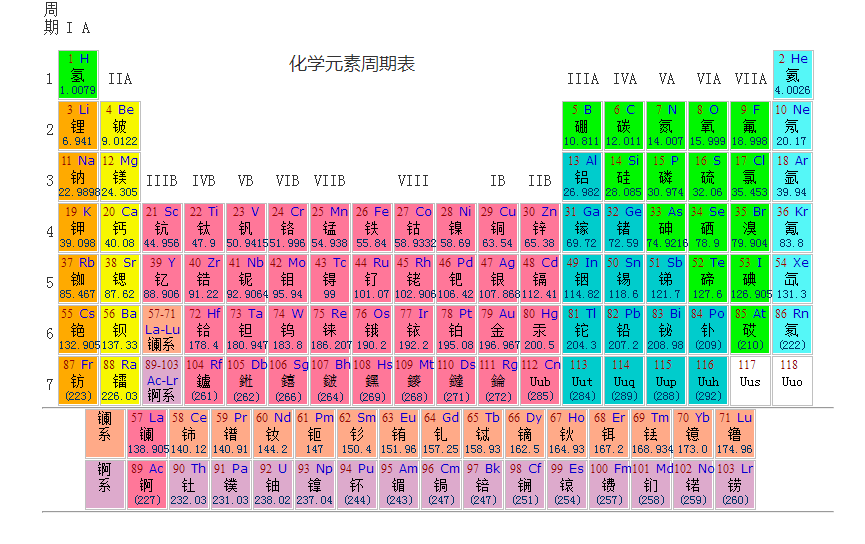 周
期 I A
化学元素周期表
1 H 2 He
1 氢 IIA IIIA IVA VA VIA VIIA 氦
1.0079 4.0026
3 Li 4 Be 5 B 6 C 7 N 8 O 9 F 10 Ne
2 锂 铍 硼 碳 氮 氧 氟 氖
6.941 9.0122 10.811 12.011 14.007 15.999 18.998 20.17
11 Na 12 Mg 13 Al 14 Si 15 P 16 S 17 Cl 18 Ar
3 钠 镁 IIIB IVB VB VIB VIIB VIII IB IIB 铝 硅 磷 硫 氯 氩
22.9898 24.305 26.982 28.085 30.974 32.06 35.453 39.94
19 K 20 Ca 21 Sc 22 Ti 23 V 24 Cr 25 Mn 26 Fe 27 Co 28 Ni 29 Cu 30 Zn 31 Ga 32 Ge 33 As 34 Se 35 Br 36 Kr
4 钾 钙 钪 钛 钒 铬 锰 铁 钴 镍 铜 锌 镓 锗 砷 硒 溴 氪
39.098 40.08 44.956 47.9 50.9415 51.996 54.938 55.84 58.9332 58.69 63.54 65.38 69.72 72.59 74.9216 78.9 79.904 83.8
37 Rb 38 Sr 39 Y 40 Zr 41 Nb 42 Mo 43 Tc 44 Ru 45 Rh 46 Pd 47 Ag 48 Cd 49 In 50 Sn 51 Sb 52 Te 53 I 54 Xe
5 铷 锶 钇 锆 铌 钼 锝 钌 铑 钯 银 镉 铟 锡 锑 碲 碘 氙
85.467 87.62 88.906 91.22 92.9064 95.94 99 101.07 102.906 106.42 107.868 112.41 114.82 118.6 121.7 127.6 126.905 131.3
55 Cs 56 Ba 57-71 72 Hf 73 Ta 74 W 75 Re 76 Os 77 Ir 78 Pt 79 Au 80 Hg 81 Tl 82 Pb 83 Bi 84 Po 85 At 86 Rn
6 铯 钡 La-Lu 铪 钽 钨 铼 锇 铱 铂 金 汞 铊 铅 铋 钋 砹 氡
132.905 137.33 镧系 178.4 180.947 183.8 186.207 190.2 192.2 195.08 196.967 200.5 204.3 207.2 208.98 (209) (210) (222)
87 Fr 88 Ra 89-103 104 Rf 105 Db 106 Sg 107 Bh 108 Hs 109 Mt 110 Ds 111 Rg 112 Cn 113 114 115 116 117 118
7 钫 镭 Ac-Lr 鑪 𨧀 𨭎 𨨏 𨭆 䥑 鐽 錀 Uub Uut Uuq Uup Uuh Uus Uuo
(223) 226.03 锕系 (261) (262) (266) (264) (269) (268) (271) (272) (285) (284) (289) (288) (292)
57 La 58 Ce 59 Pr 60 Nd 61 Pm 62 Sm 63 Eu 64 Gd 65 Tb 66 Dy 67 Ho 68 Er 69 Tm 70 Yb 71 Lu
镧系 镧 铈 镨 钕 钷 钐 铕 钆 铽 镝 钬 铒 铥 镱 镥
138.905 140.12 140.91 144.2 147 150.4 151.96 157.25 158.93 162.5 164.93 167.2 168.934 173.0 174.96
89 Ac 90 Th 91 Pa 92 U 93 Np 94 Pu 95 Am 96 Cm 97 Bk 98 Cf 99 Es 100 Fm 101 Md 102 No 103 Lr
锕系 锕 钍 镤 铀 镎 钚 镅 锔 锫 锎 锿 镄 钔 锘 铹
(227) 232.03 231.03 238.02 237.04 (244) (243) (247) (247) (251) (254) (257) (258) (259) (260)